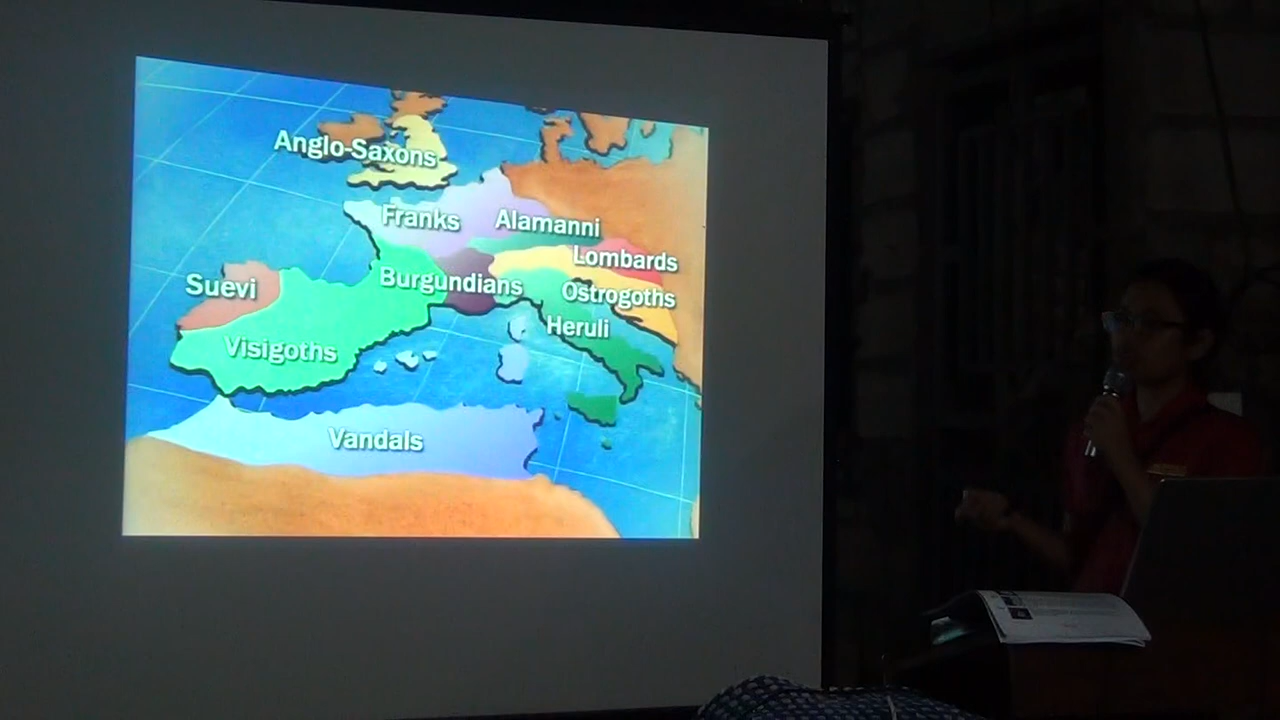 Anglo-Saxons
Franks
Alamanni
Lombards
Suevi
Burgundians
Ostrogoths
Heruli
Visigoths
Vandals